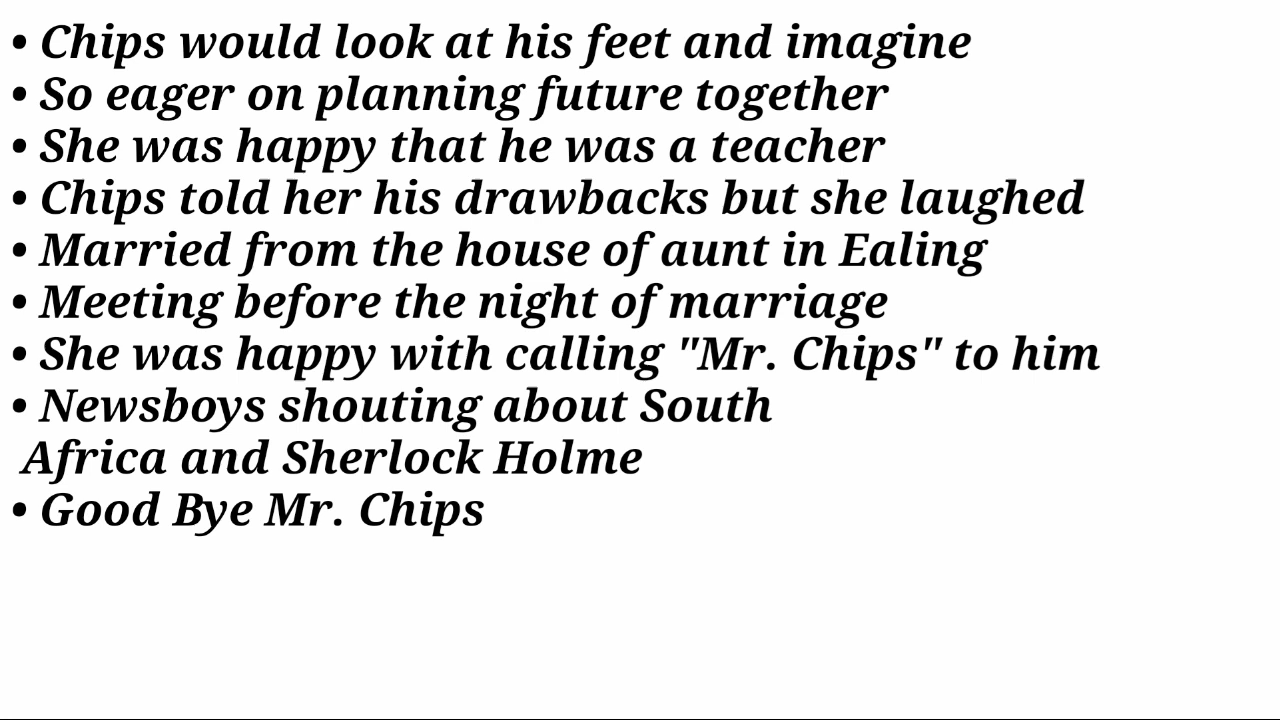 • Chips would look at his feet and imagine
• So eager on planning future together
• She was happy that he was a teacher
• Chips told her his drawbacks but she laughed
• Married from the house of aunt in Ealing
• Meeting before the night of marriage
• She was happy with calling "Mr. Chips" to him
• Newsboys shouting about South
Africa and Sherlock Holme
• Good Bye Mr. Chips